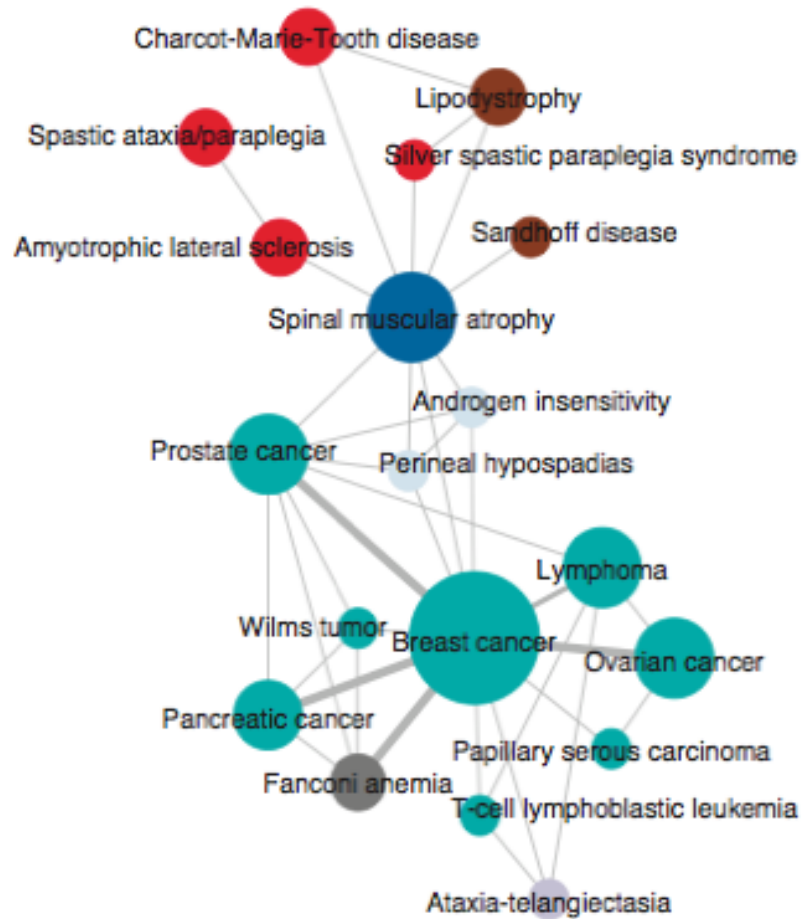 Charcot-Marie-Tooth disease
Lipodystrophy
Spastic ataxia/paraplegia
Silver spastic paraplegia syndrome
Sandhoff disease
Amyotrophic lateral sclerosis
Spinal muscular atrophy
Androgen insensitivity
Prostate cancer
Perineal hypospadias
Lymphoma
Wilms tumor
Breast cancer
Ovarian cancer
Pancreatic cancer
Papillary serous carcinoma
Fanconi anemia
T-cell lymphoblastic leukemia
Ataxia-telangiectasia